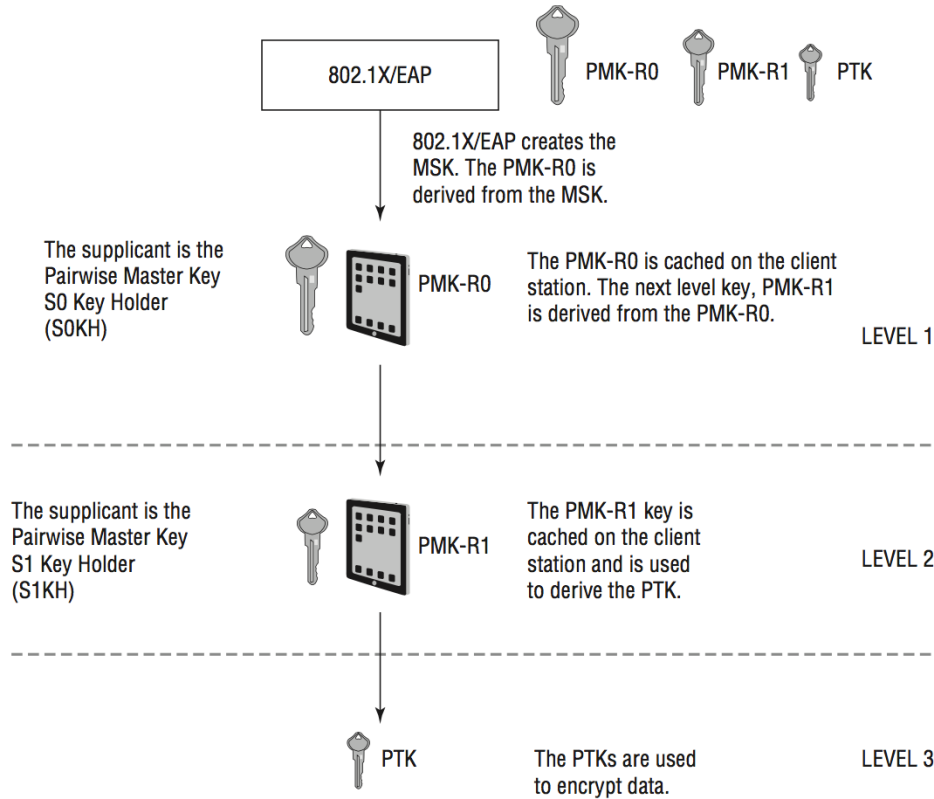 802.1X/EAP
PMK-R0
PMK-R1
PTK
802.1X/EAP creates the
MSK. The PMK-R0 is
derived from the MSK.
The supplicant is the
Pairwise Master Key
S0 Key Holder
(S0KH)
PMK-R0
The PMK-R0 is cached on the client
station. The next level key, PMK-R1
is derived from the PMK-R0.
LEVEL 1
The supplicant is the
Pairwise Master Key
S1 Key Holder
(S1KH)
PMK-R1
The PMK-R1 key is
cached on the client
station and is used
to derive the PTK.
LEVEL 2
PTK
The PTKs are used
to encrypt data.
LEVEL 3